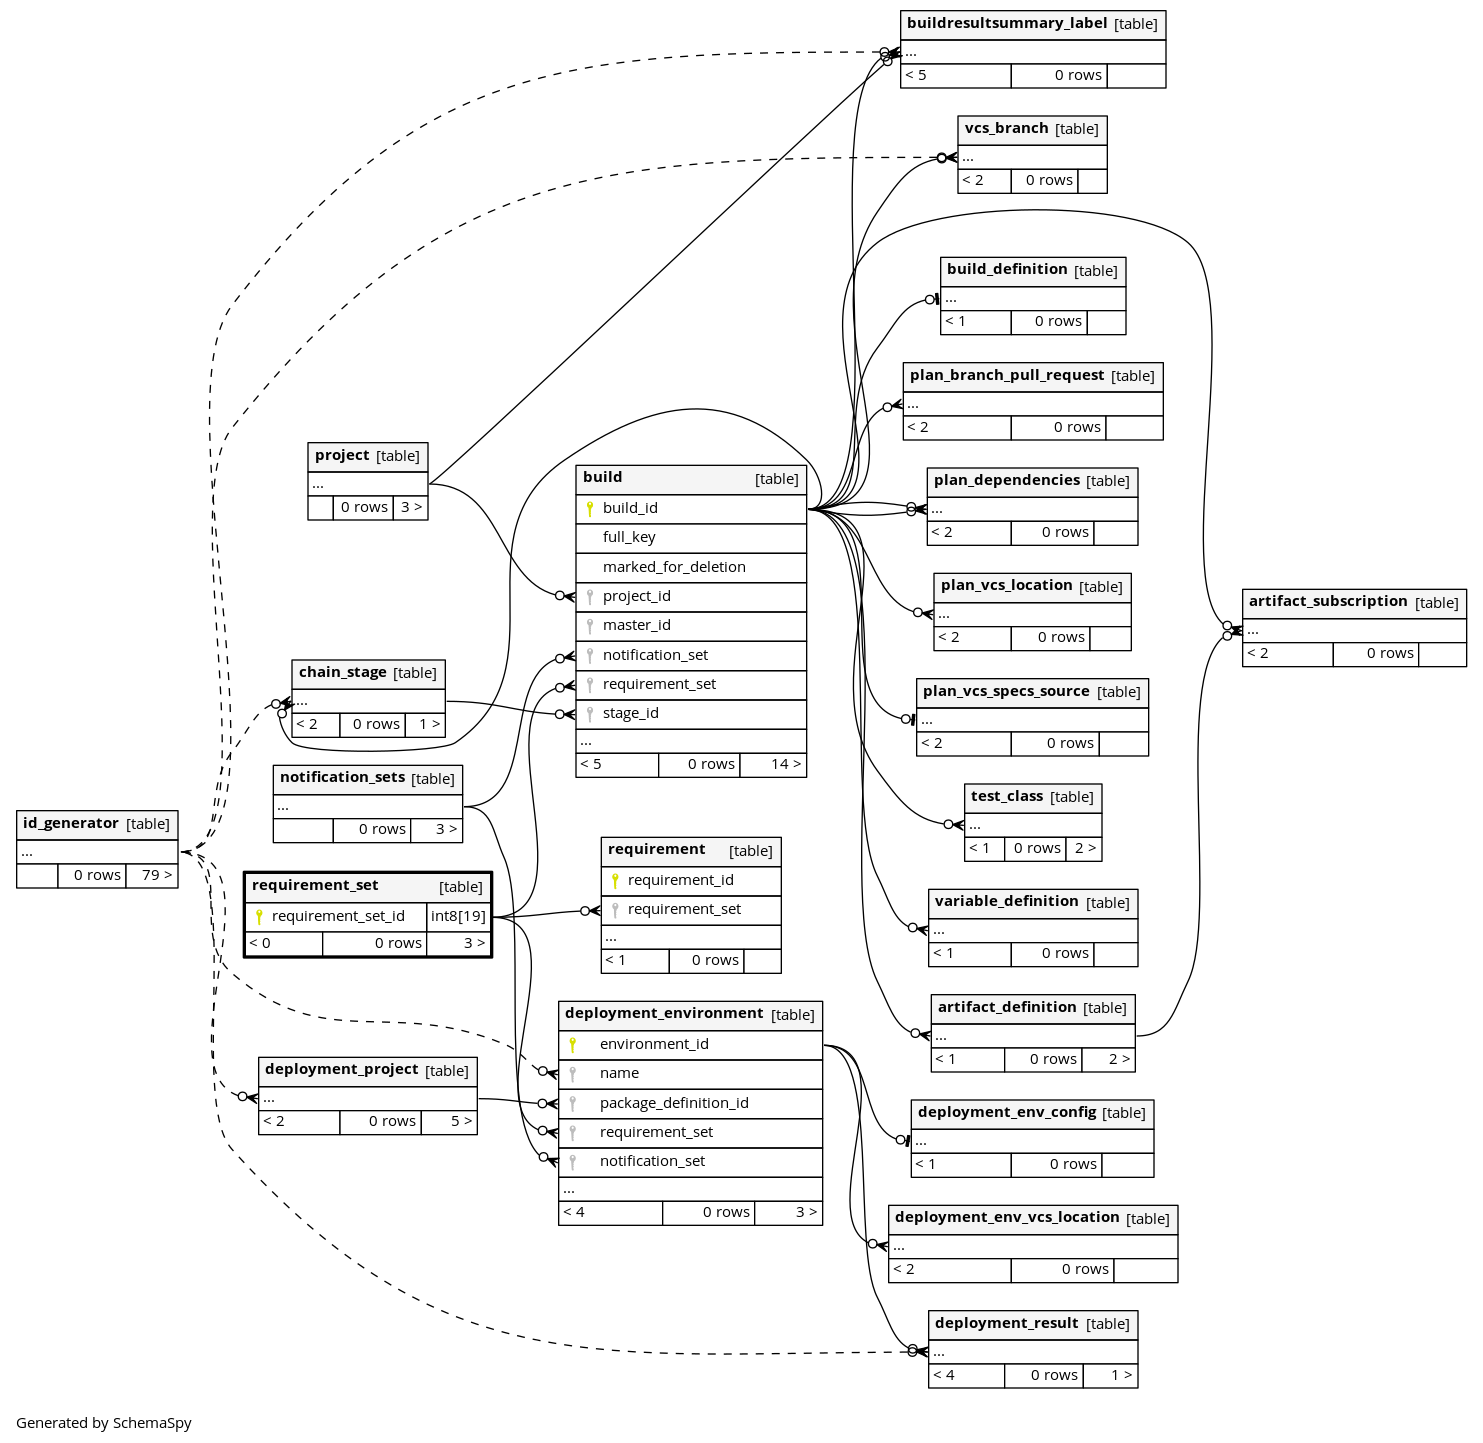 buildresultsummary_label [table]
...
< 5 0 rows
vcs_branch [table]
...
< 2 0 rows
build_definition [table]
...
< 1 0 rows
plan_branch_pull_request [table]
...
< 2 0 rows
project [table]
...
0 rows 3 >
build [table]
build_id
full_key
marked_for_deletion
project_id
master_id
notification_set
requirement_set
stage_id
...
< 5 0 rows 14 >
plan_dependencies [table]
...
< 2 0 rows
plan_vcs_location [table]
...
< 2 0 rows
artifact_subscription [table]
...
< 2 0 rows
chain_stage [table]
...
< 2 0 rows 1 >
plan_vcs_specs_source [table]
...
< 2 0 rows
notification_sets [table]
...
0 rows 3 >
test_class [table]
...
< 1 0 rows 2 >
id_generator [table]
...
0 rows 79 >
requirement_set [table]
requirement_set_id int8[19]
< 0 0 rows 3 >
requirement [table]
requirement_id
requirement_set
...
< 1 0 rows
variable_definition [table]
...
< 1 0 rows
artifact_definition [table]
...
< 1 0 rows 2 >
deployment_environment [table]
environment_id
name
package_definition_id
requirement_set
notification_set
...
< 4 0 rows 3 >
deployment_project [table]
...
< 2 0 rows 5 >
deployment_env_config [table]
...
< 1 0 rows
deployment_env_vcs_location [table]
...
< 2 0 rows
deployment_result [table]
...
< 4 0 rows 1 >
Generated by SchemaSpy